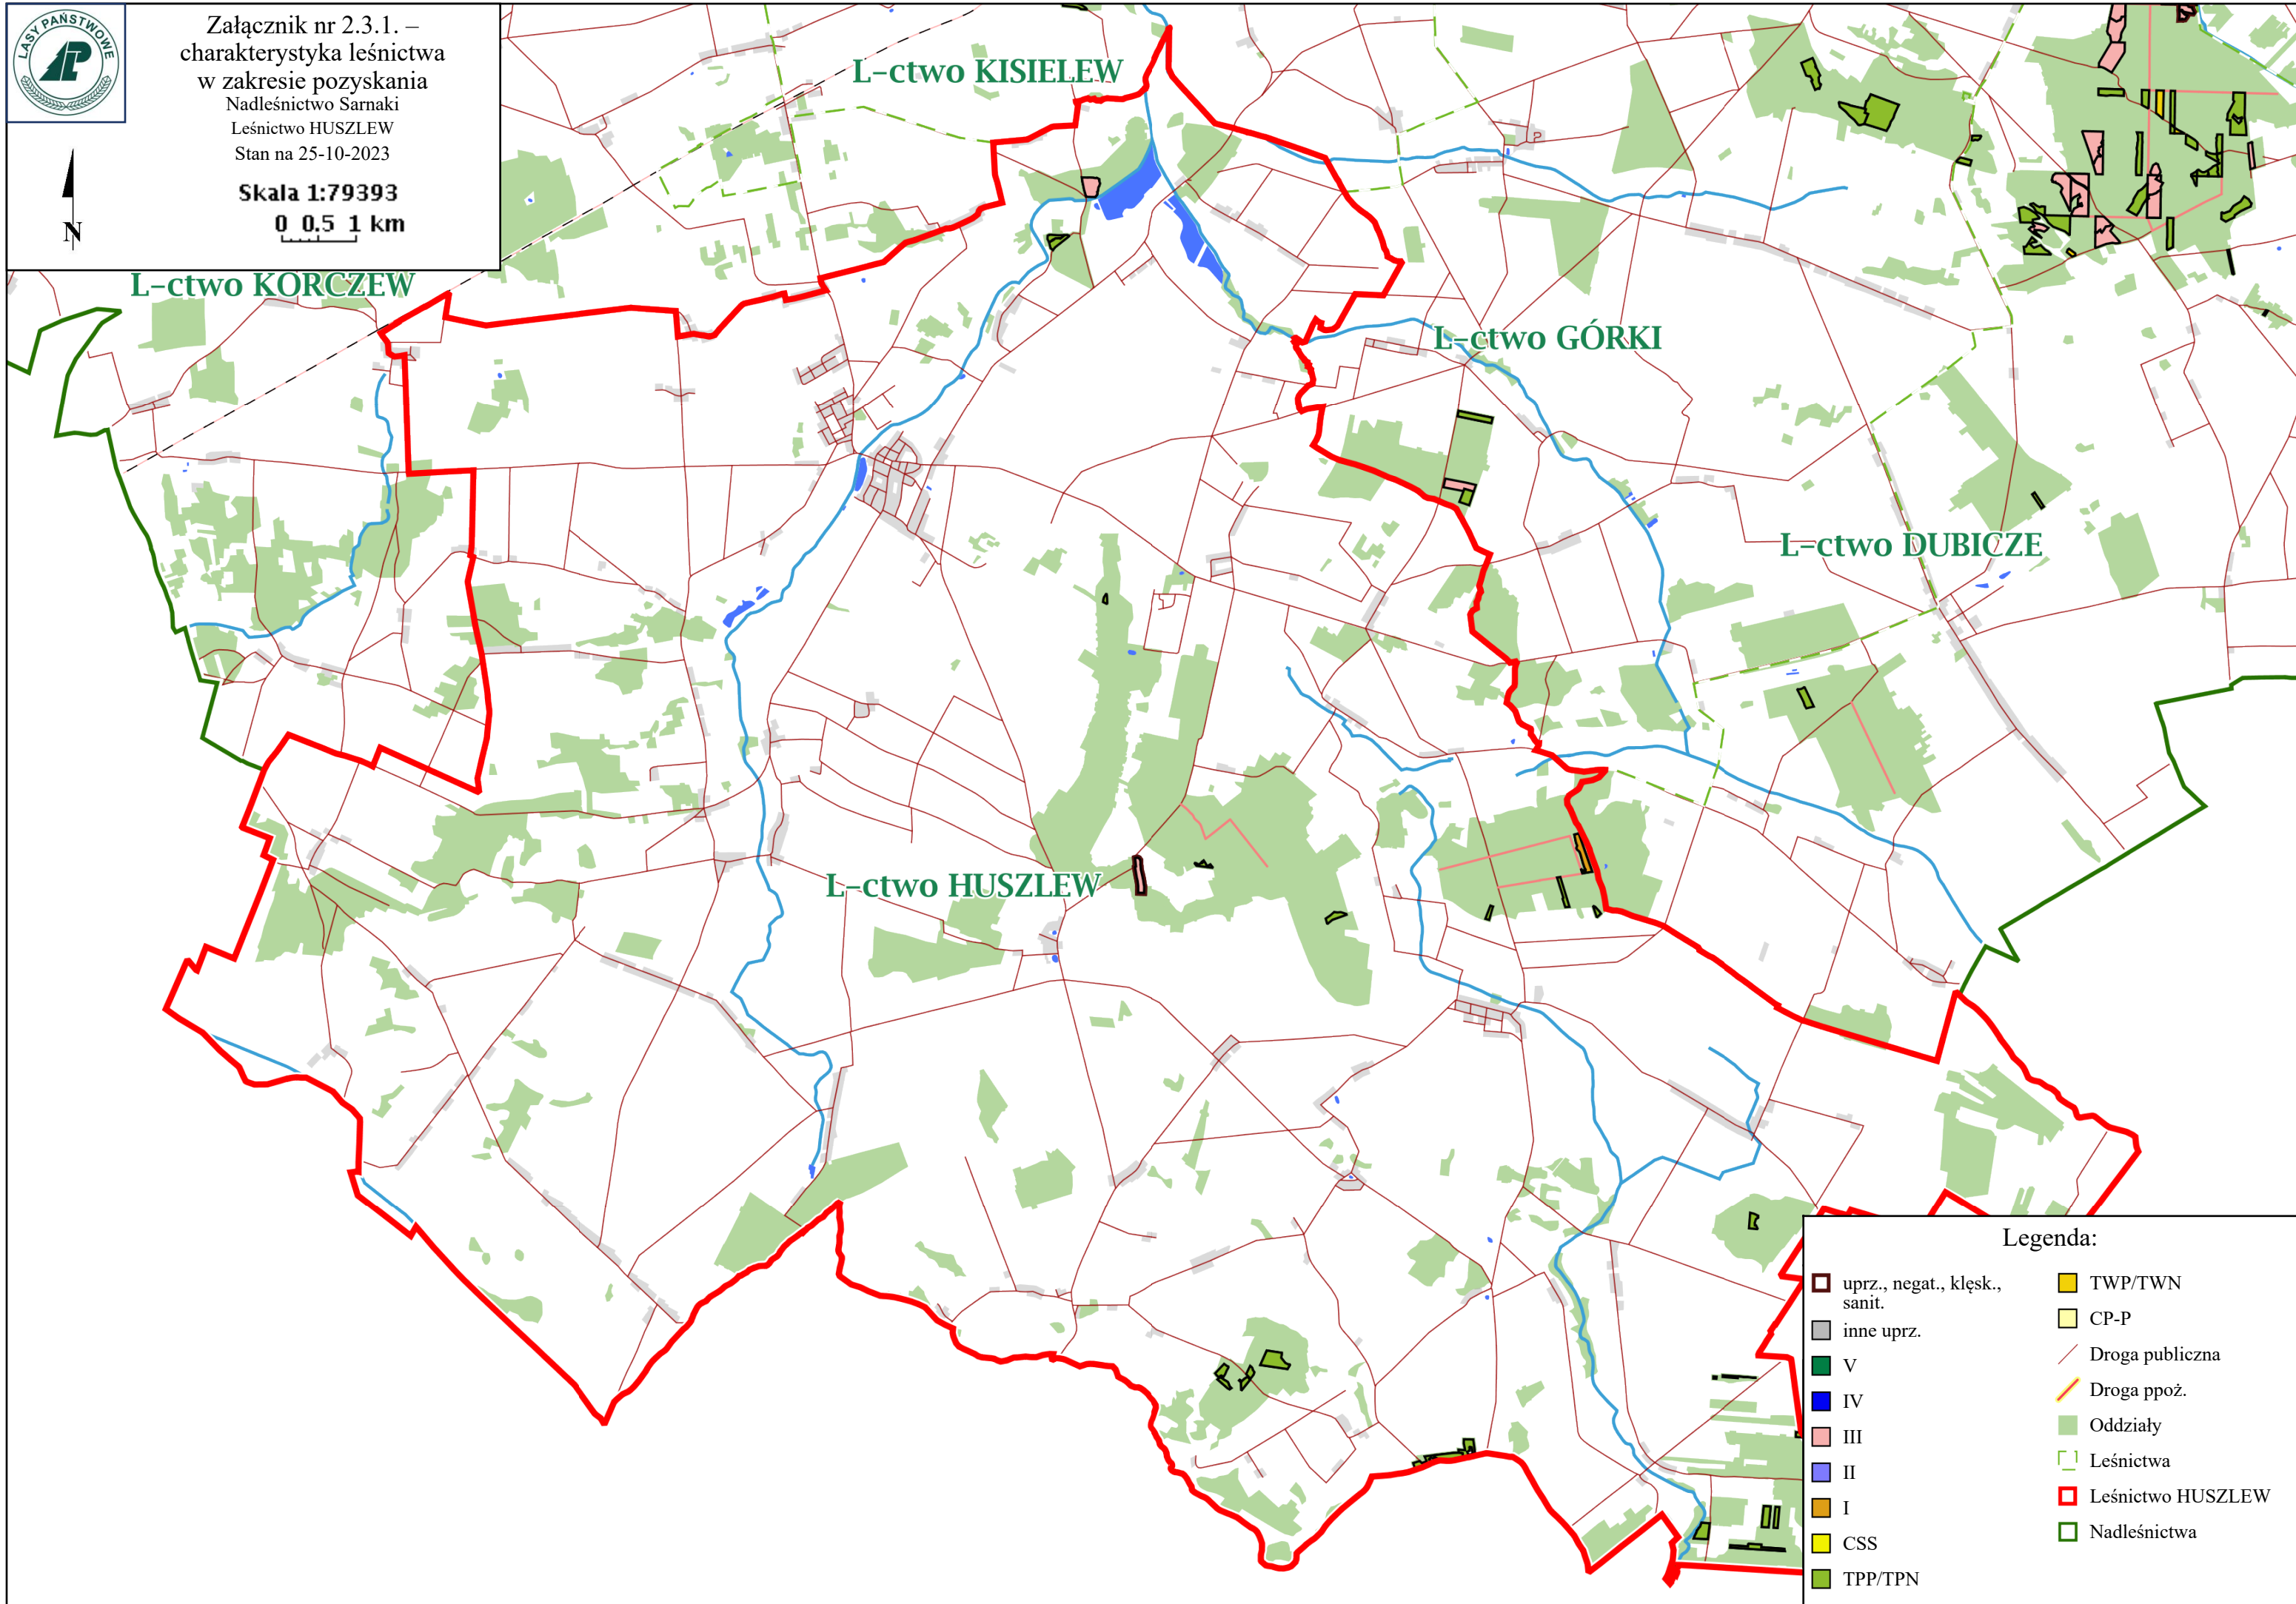 LASY PAŃSTWOWE
Załącznik nr 2.3.1. –
charakterystyka leśnictwa
w zakresie pozyskania
Nadleśnictwo Sarnaki
Leśnictwo HUSZLEW
Stan na 25-10-2023
Skala 1:79393
0 0.5 1 km
N
L-ctwo KISIELEW
L-ctwo KORCZEW
L-ctwo GÓRKI
L-ctwo DUBICZE
L-ctwo HUSZLEW
Legenda:
uprz., negat., klęsk.,
sanit.
inne uprz.
V
IV
III
II
I
CSS
TPP/TPN
TWP/TWN
CP-P
Droga publiczna
Droga ppoż.
Oddziały
Leśnictwa
Leśnictwo HUSZLEW
Nadleśnictwa